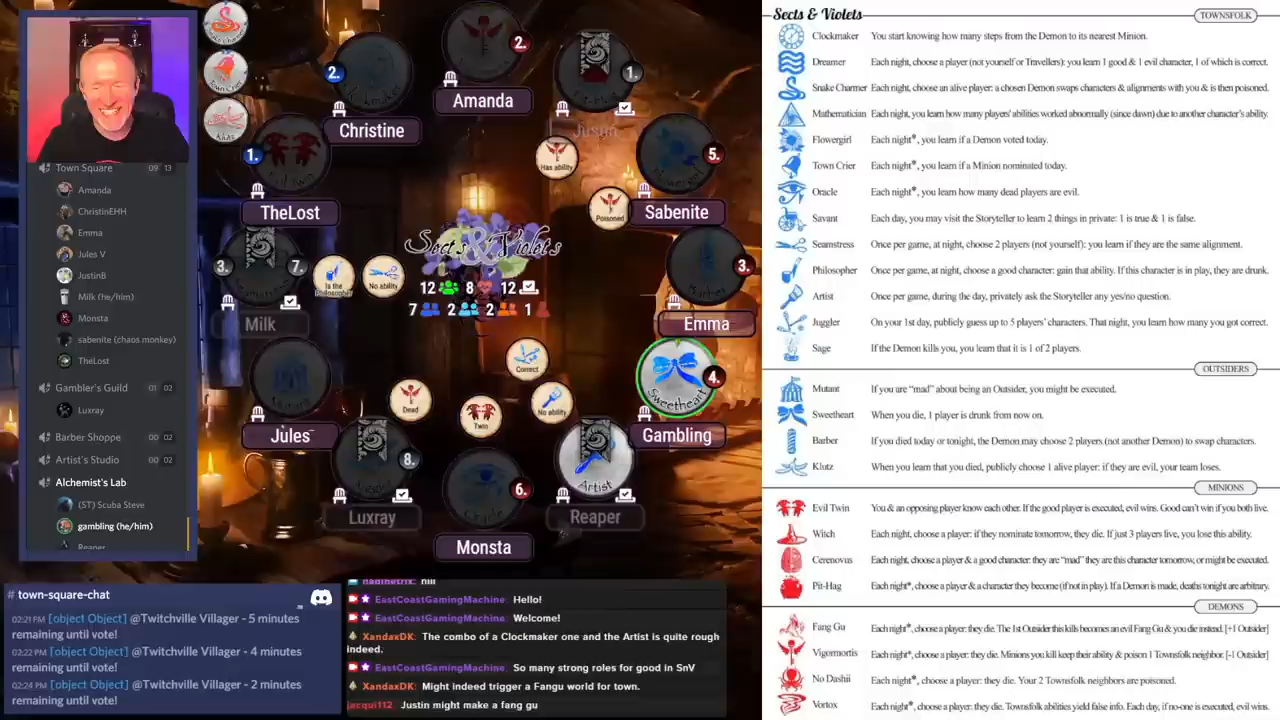 Town Square 09 13
Amanda
ChristinEHH
Emma
Jules V
JustinB
Milk (he/him)
Monsta
sabenite (chaos monkey)
TheLost
Gambler's Guild 01 02
Luxray
Barber Shoppe 00 02
Artist's Studio 00 02
Alchemist's Lab
(ST) Scuba Steve
gambling (he/him)
Reaper
# town-square-chat
02:21 PM [object Object] @Twitchville Villager - 5 minutes
remaining until vote!
02:22 PM [object Object] @Twitchville Villager - 4 minutes
remaining until vote!
02:24 PM [object Object] @Twitchville Villager - 2 minutes
remaining until vote!
EastCoastGamingMachine: Hello!
EastCoastGamingMachine: Welcome!
XandaxDK: The combo of a Clockmaker one and the Artist is quite rough
indeed.
EastCoastGamingMachine: So many strong roles for good in SnV
XandaxDK: Might indeed trigger a Fangu world for town.
jacqui112 Justin might make a fang gu
2.
Amanda
2.
Christine
1.
Justin
1.
TheLost
Has ability
Poisoned
5.
Sabenite
3. 7.
Milk
Is the Philosopher
No ability
Sects & Violets
12 8 12
7 2 2 1
3.
Emma
Jules
Dead
Twin
Correct
No ability
Sweetheart
4.
Gambling
8.
Luxray
6.
Monsta
Artist
Reaper
Sects & Violets
TOWNSFOLK
Clockmaker You start knowing how many steps from the Demon to its nearest Minion.
Dreamer Each night, choose a player (not yourself or Travellers): you learn 1 good & 1 evil character, 1 of which is correct.
Snake Charmer Each night, choose an alive player: a chosen Demon swaps characters & alignments with you & is then poisoned.
Mathematician Each night, you learn how many players' abilities worked abnormally (since dawn) due to another character's ability.
Flowergirl Each night*, you learn if a Demon voted today.
Town Crier Each night*, you learn if a Minion nominated today.
Oracle Each night*, you learn how many dead players are evil.
Savant Each day, you may visit the Storyteller to learn 2 things in private: 1 is true & 1 is false.
Seamstress Once per game, at night, choose 2 players (not yourself): you learn if they are the same alignment.
Philosopher Once per game, at night, choose a good character: gain that ability. If this character is in play, they are drunk.
Artist Once per game, during the day, privately ask the Storyteller any yes/no question.
Juggler On your 1st day, publicly guess up to 5 players' characters. That night, you learn how many you got correct.
Sage If the Demon kills you, you learn that it is 1 of 2 players.
OUTSIDERS
Mutant If you are “mad” about being an Outsider, you might be executed.
Sweetheart When you die, 1 player is drunk from now on.
Barber If you died today or tonight, the Demon may choose 2 players (not another Demon) to swap characters.
Klutz When you learn that you died, publicly choose 1 alive player: if they are evil, your team loses.
MINIONS
Evil Twin You & an opposing player know each other. If the good player is executed, evil wins. Good can't win if you both live.
Witch Each night, choose a player: if they nominate tomorrow, they die. If just 3 players live, you lose this ability.
Cerenovus Each night, choose a player & a good character: they are “mad” they are this character tomorrow, or might be executed.
Pit-Hag Each night*, choose a player & a character they become (if not in play). If a Demon is made, deaths tonight are arbitrary.
DEMONS
Fang Gu Each night*, choose a player: they die. The 1st Outsider this kills becomes an evil Fang Gu & you die instead. [+1 Outsider]
Vigormortis Each night*, choose a player: they die. Minions you kill keep their ability & poison 1 Townsfolk neighbor. [-1 Outsider]
No Dashii Each night*, choose a player: they die. Your 2 Townsfolk neighbors are poisoned.
Vortox Each night*, choose a player: they die. Townsfolk abilities yield false info. Each day, if no-one is executed, evil wins.